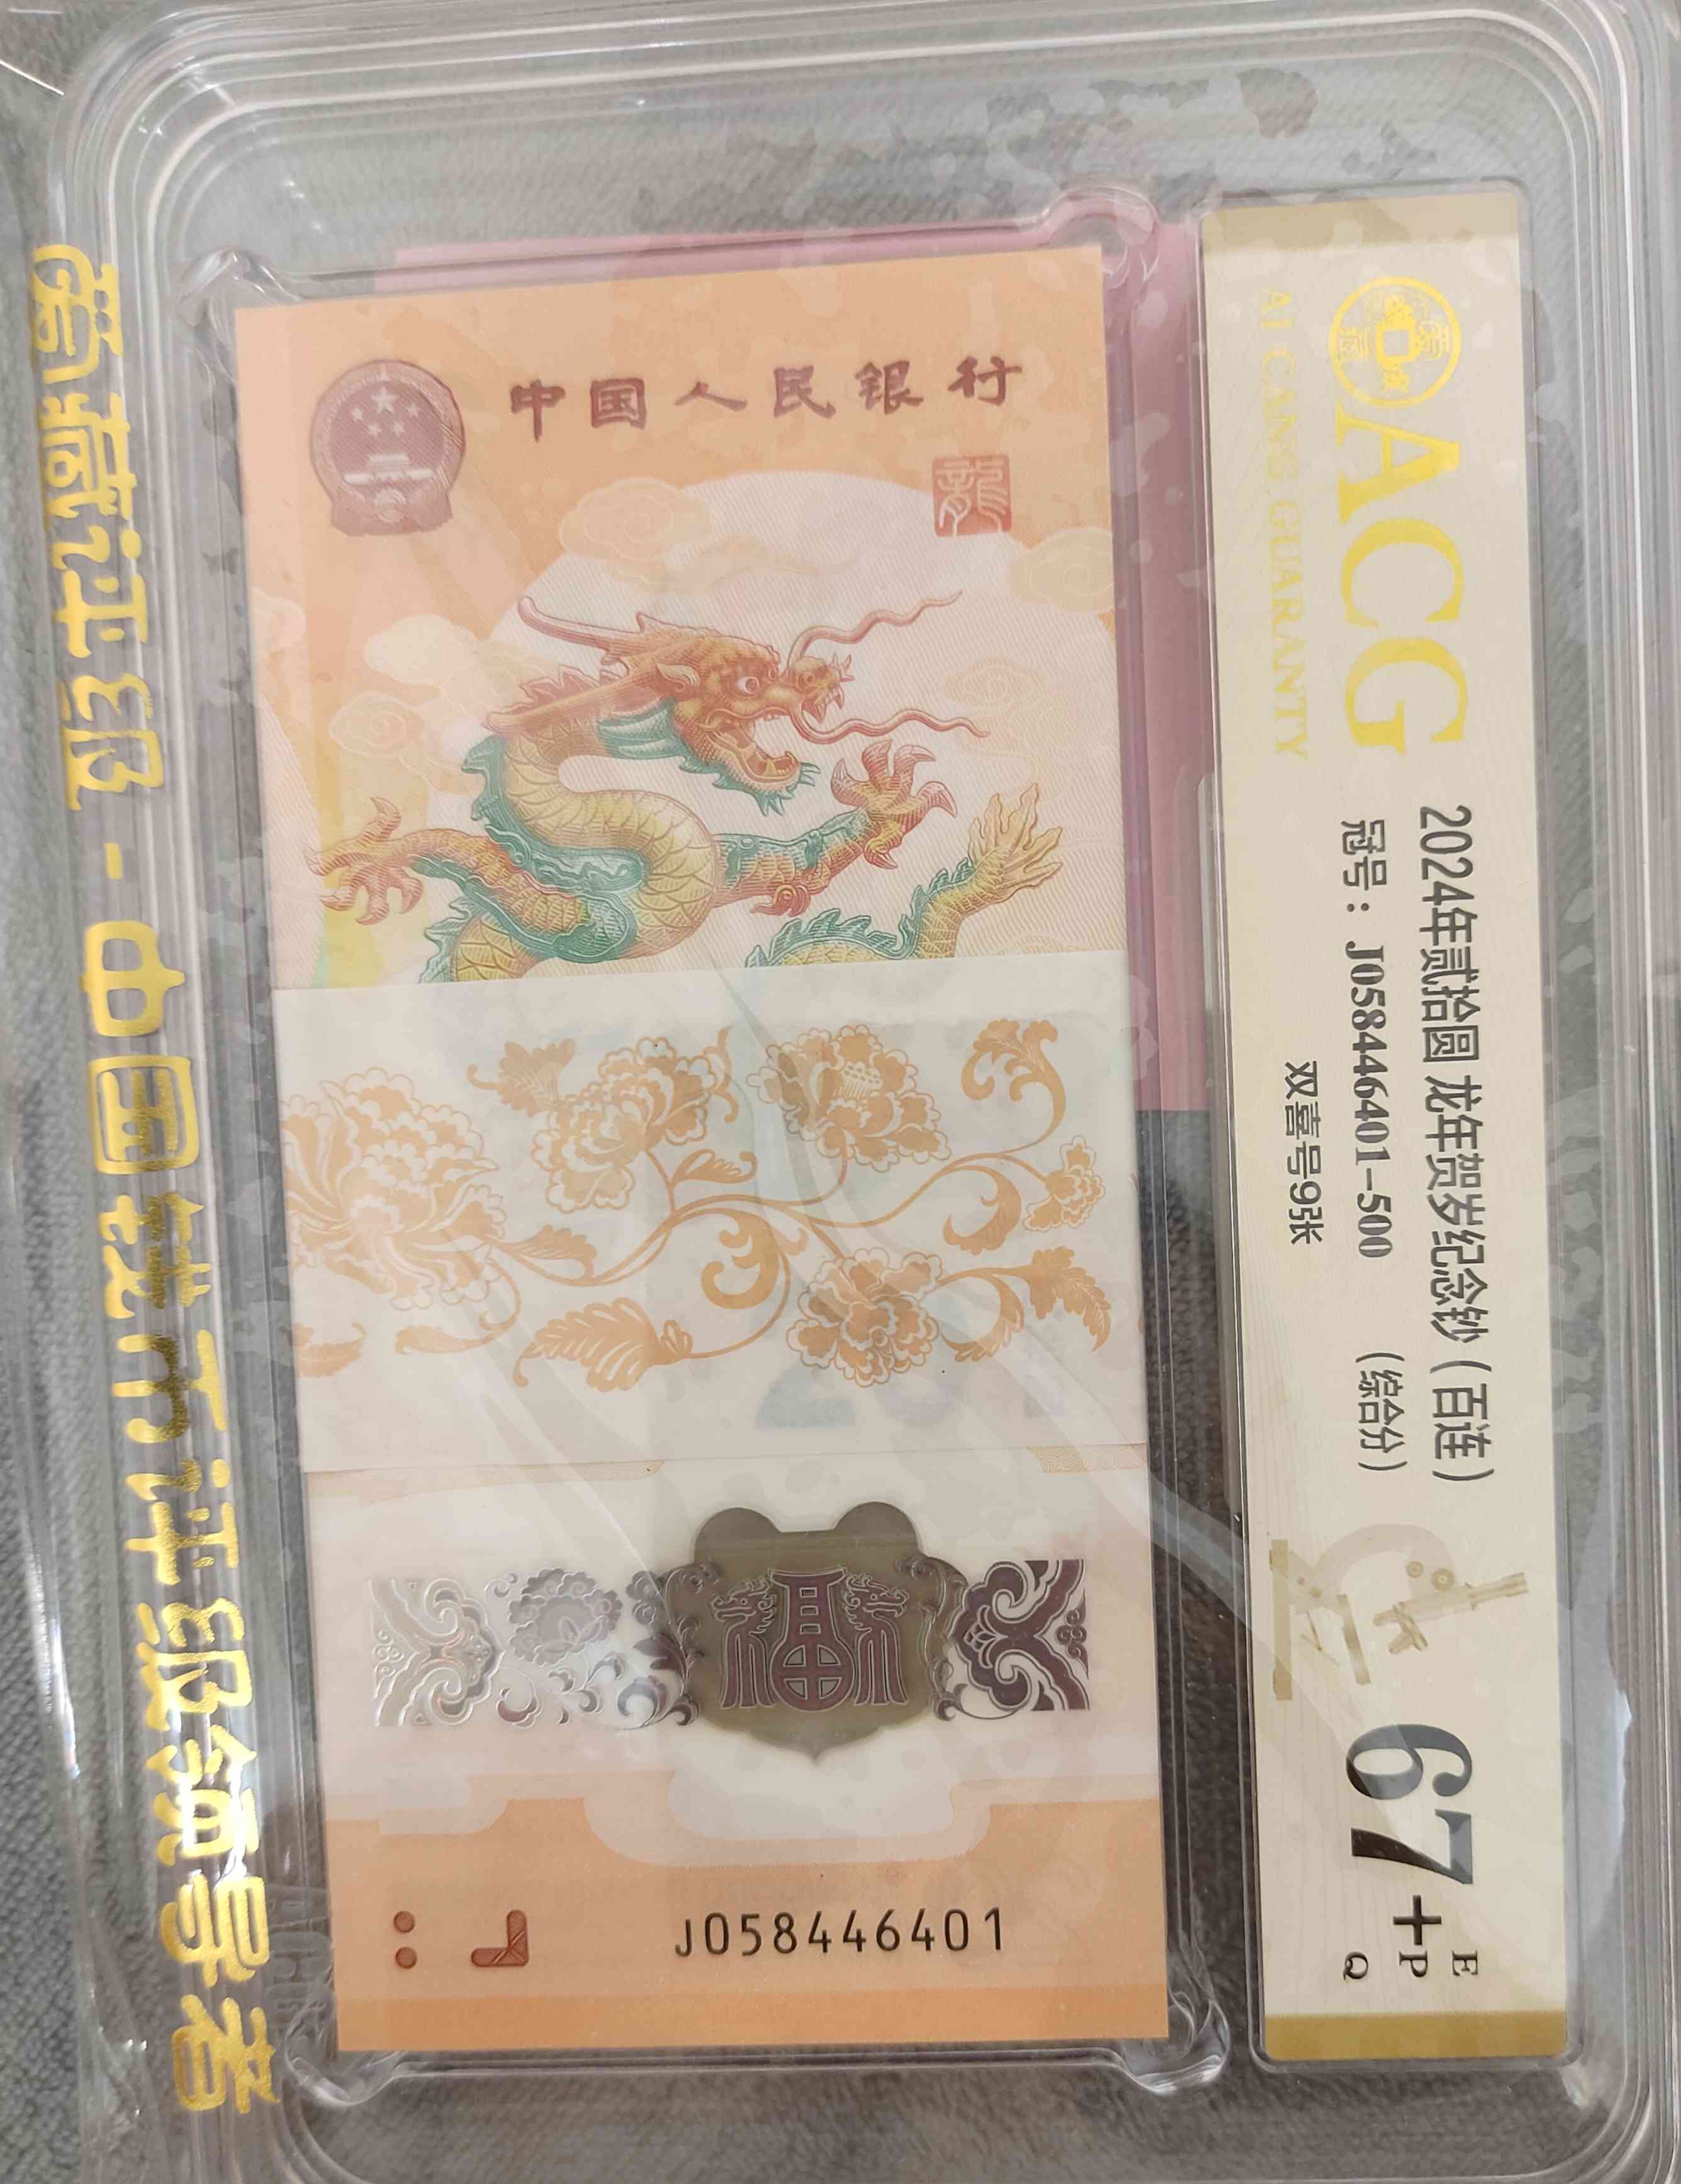 中国人民银行
龍
福
J058446401
ACG
AI CANG GUARANTY
2024年贰拾圆 龙年贺岁纪念钞（百连）
冠号：J058446401-500 （综合分）
双喜号9张
67+
E
P
Q
爱藏评级-中国钱币评级领导者